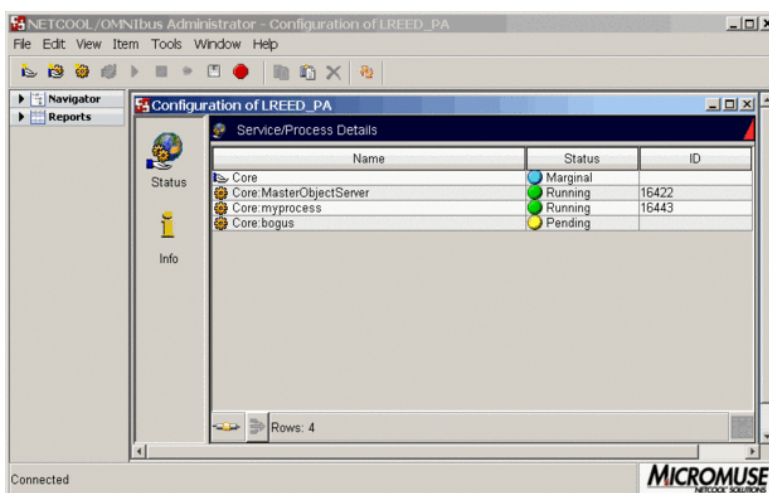 NETCOOL/OMNIbus Administrator - Configuration of LREED_PA
File Edit View Item Tools Window Help
Navigator
Reports
Configuration of LREED_PA
Service/Process Details
Status
Info
Name Status ID
Core Marginal
Core:MasterObjectServer Running 16422
Core:myprocess Running 16443
Core:bogus Pending
Rows: 4
Connected
MICROMUSE
NETCOOL SOLUTIONS